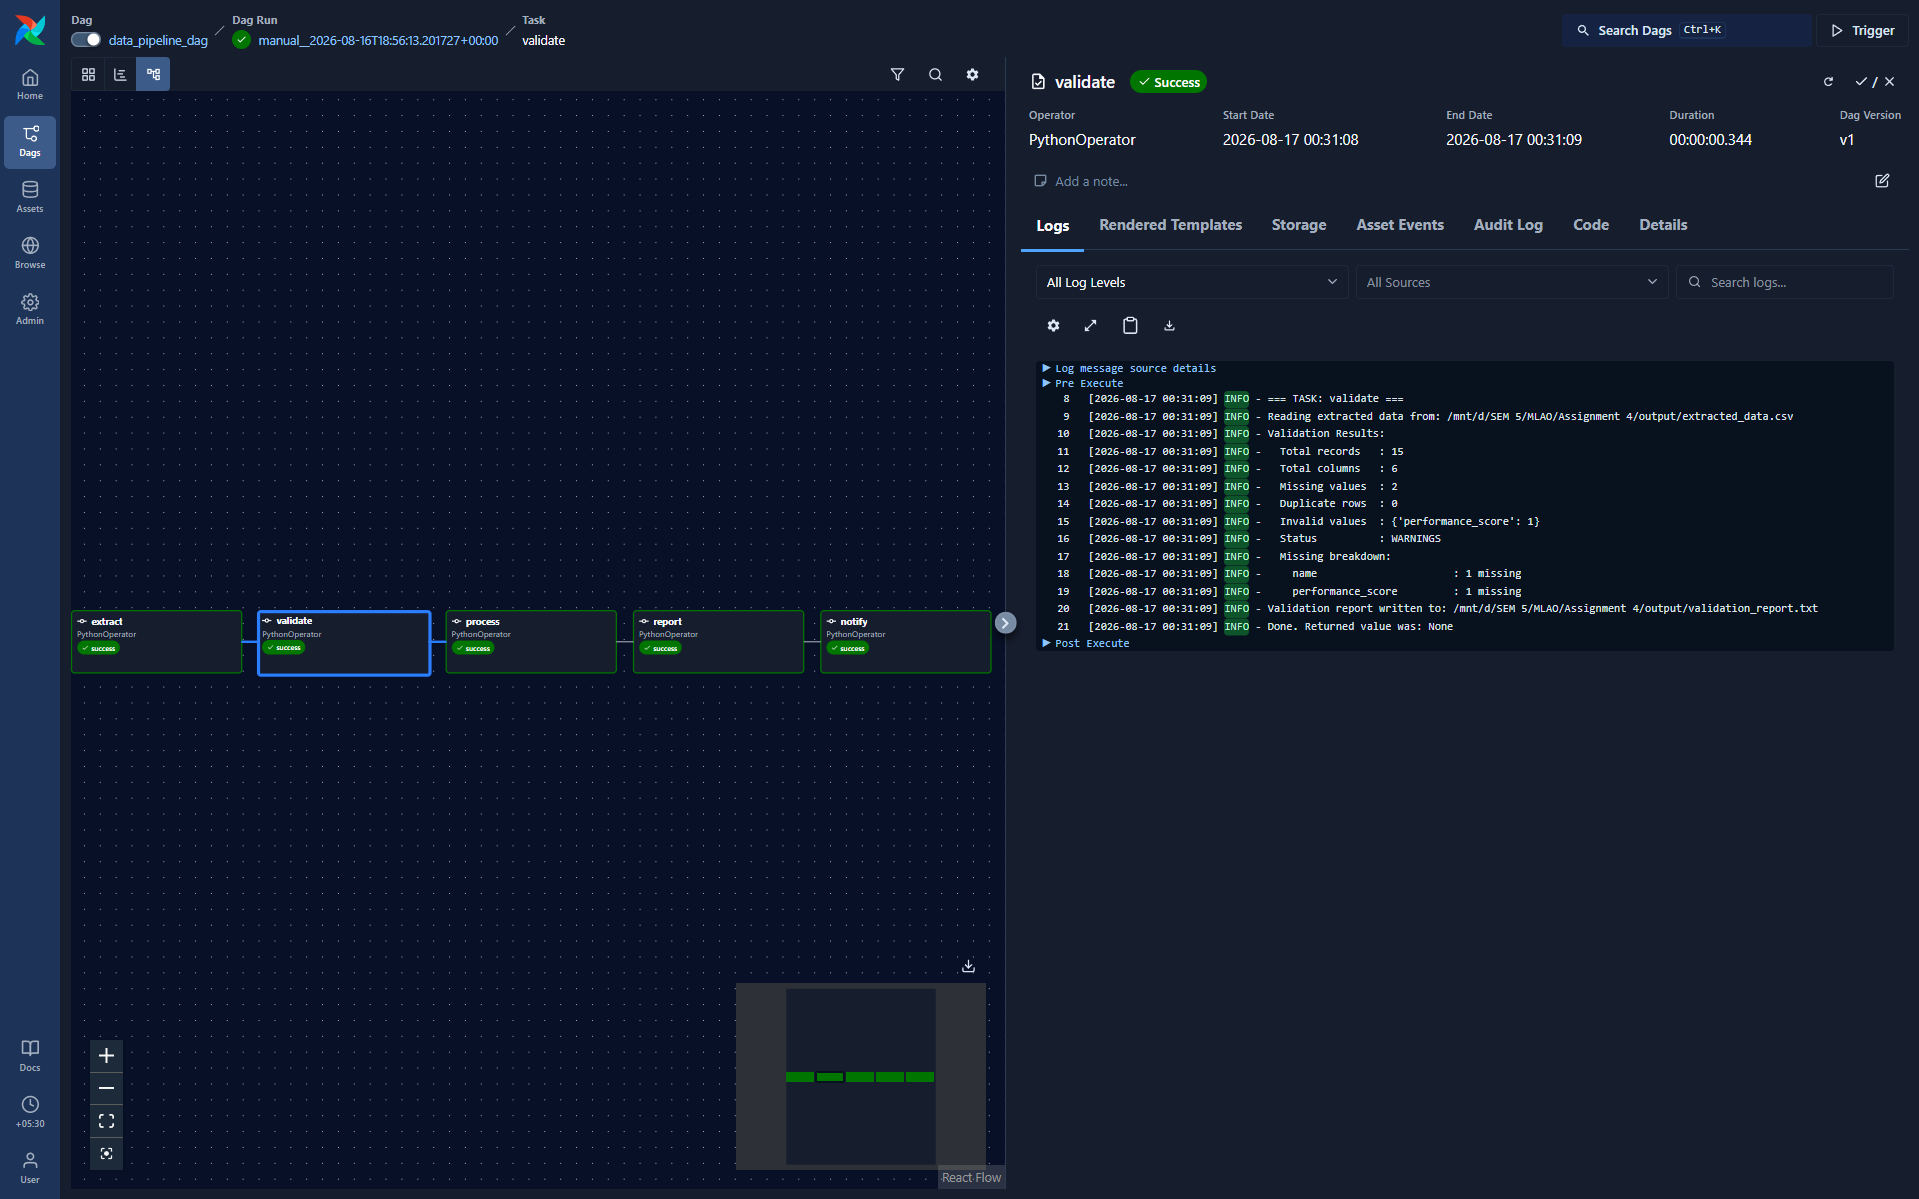 Dag
data_pipeline_dag
Dag Run
manual__2026-08-16T18:56:13.201727+00:00
Task
validate
Search Dags Ctrl+K
Trigger
Home
Dags
Assets
Browse
Admin
Docs
+05:30
User
extract
PythonOperator
success
validate
PythonOperator
success
process
PythonOperator
success
report
PythonOperator
success
notify
PythonOperator
success
React Flow
validate
Success
/
Operator
PythonOperator
Start Date
2026-08-17 00:31:08
End Date
2026-08-17 00:31:09
Duration
00:00:00.344
Dag Version
v1
Add a note...
Logs Rendered Templates Storage Asset Events Audit Log Code Details
All Log Levels
All Sources
Search logs...
Log message source details
Pre Execute
8 [2026-08-17 00:31:09] INFO - === TASK: validate ===
9 [2026-08-17 00:31:09] INFO - Reading extracted data from: /mnt/d/SEM 5/MLAO/Assignment 4/output/extracted_data.csv
10 [2026-08-17 00:31:09] INFO - Validation Results:
11 [2026-08-17 00:31:09] INFO -   Total records   : 15
12 [2026-08-17 00:31:09] INFO -   Total columns   : 6
13 [2026-08-17 00:31:09] INFO -   Missing values  : 2
14 [2026-08-17 00:31:09] INFO -   Duplicate rows  : 0
15 [2026-08-17 00:31:09] INFO -   Invalid values  : {'performance_score': 1}
16 [2026-08-17 00:31:09] INFO -   Status          : WARNINGS
17 [2026-08-17 00:31:09] INFO -   Missing breakdown:
18 [2026-08-17 00:31:09] INFO -     name                      : 1 missing
19 [2026-08-17 00:31:09] INFO -     performance_score         : 1 missing
20 [2026-08-17 00:31:09] INFO - Validation report written to: /mnt/d/SEM 5/MLAO/Assignment 4/output/validation_report.txt
21 [2026-08-17 00:31:09] INFO - Done. Returned value was: None
Post Execute